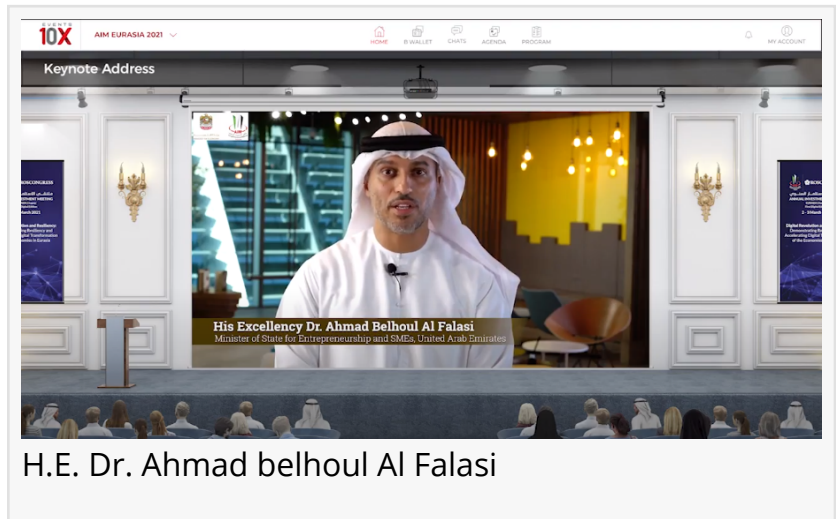 EVENTS
10X
AIM EURASIA 2021
HOME
B WALLET
CHATS
AGENDA
PROGRAM
MY ACCOUNT
Keynote Address
His Excellency Dr. Ahmad Belhoul Al Falasi
Minister of State for Entrepreneurship and SMEs, United Arab Emirates
H.E. Dr. Ahmad belhoul Al Falasi